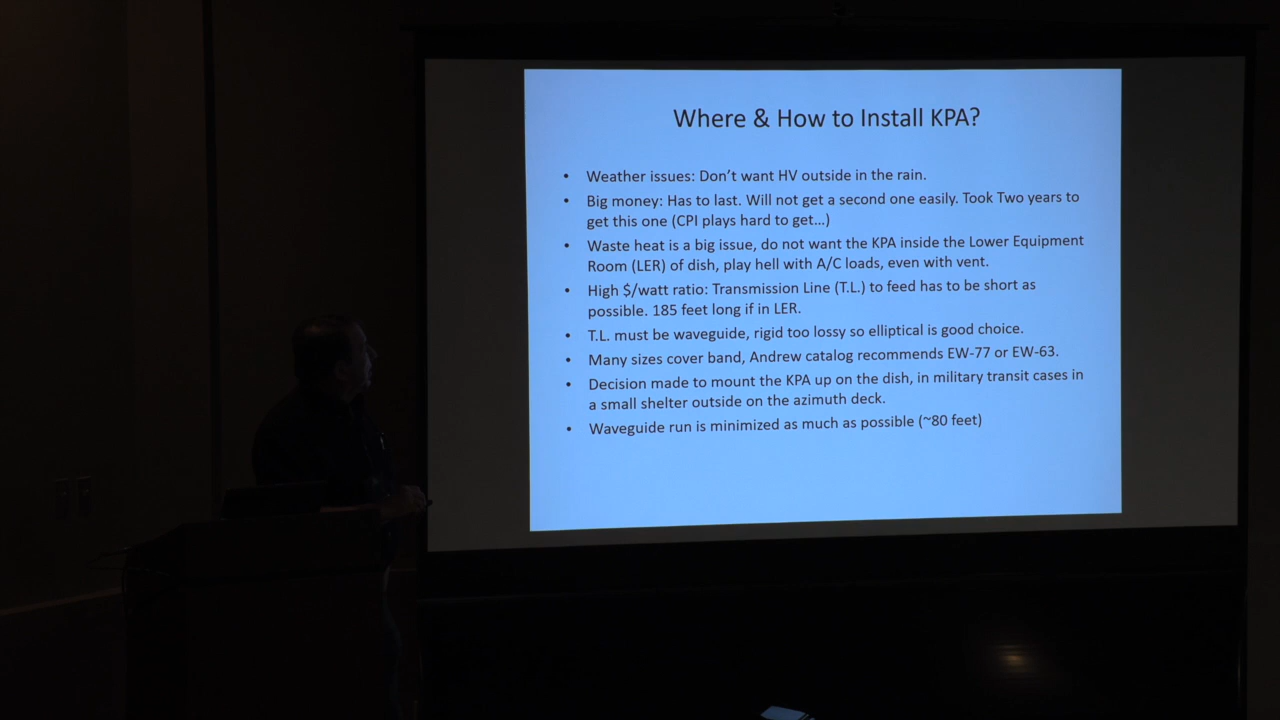 Where & How to Install KPA?
• Weather issues: Don't want HV outside in the rain.
• Big money: Has to last. Will not get a second one easily. Took Two years to
get this one (CPI plays hard to get…)
• Waste heat is a big issue, do not want the KPA inside the Lower Equipment
Room (LER) of dish, play hell with A/C loads, even with vent.
• High $/watt ratio: Transmission Line (T.L.) to feed has to be short as
possible. 185 feet long if in LER.
• T.L. must be waveguide, rigid too lossy so elliptical is good choice.
• Many sizes cover band, Andrew catalog recommends EW-77 or EW-63.
• Decision made to mount the KPA up on the dish, in military transit cases in
a small shelter outside on the azimuth deck.
• Waveguide run is minimized as much as possible (~80 feet)